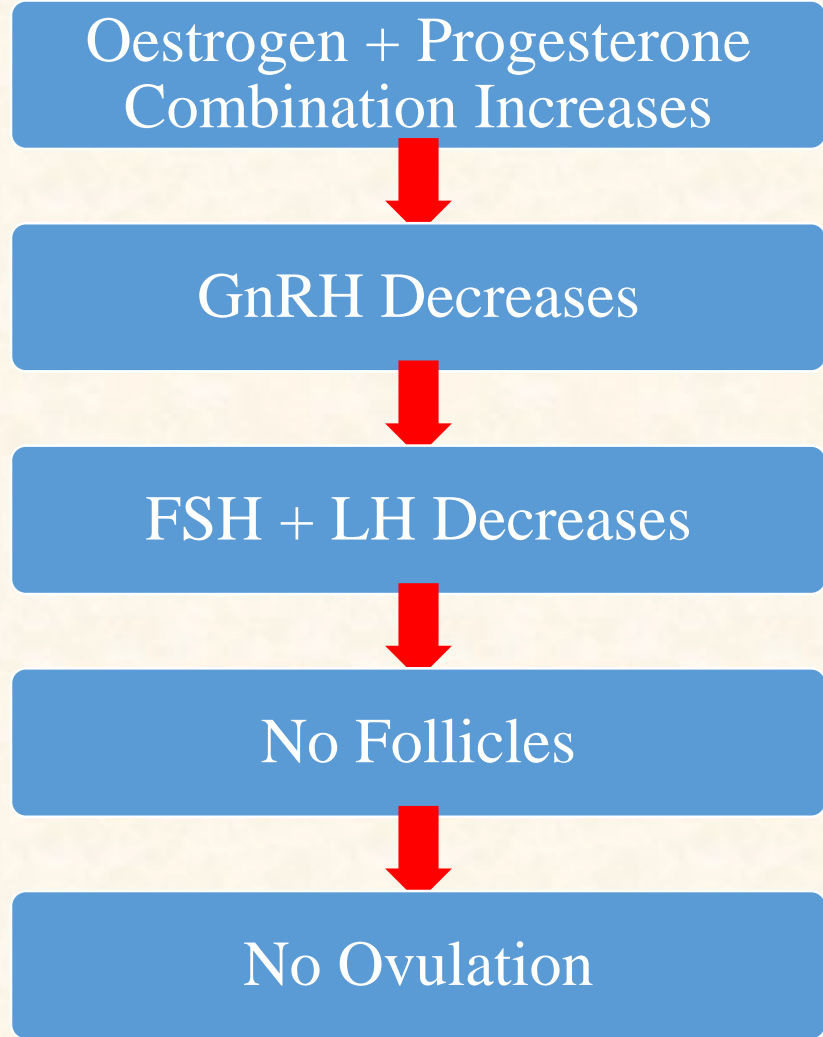 Oestrogen + Progesterone
Combination Increases
GnRH Decreases
FSH + LH Decreases
No Follicles
No Ovulation